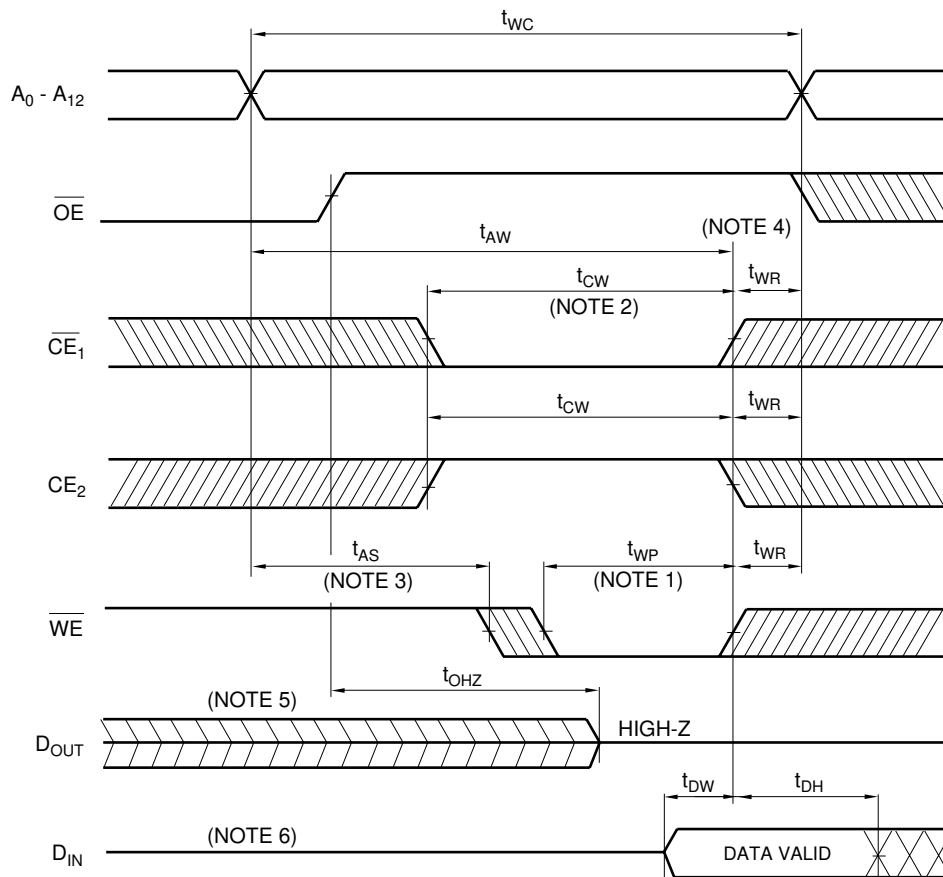 tWC
A0 - A12
OE
(NOTE 4)
tAW
tCW
tWR
(NOTE 2)
CE1
tCW
tWR
CE2
tAS
tWP
tWR
(NOTE 3)
(NOTE 1)
WE
tOHZ
(NOTE 5)
HIGH-Z
DOUT
tDW
tDH
(NOTE 6)
DIN
DATA VALID